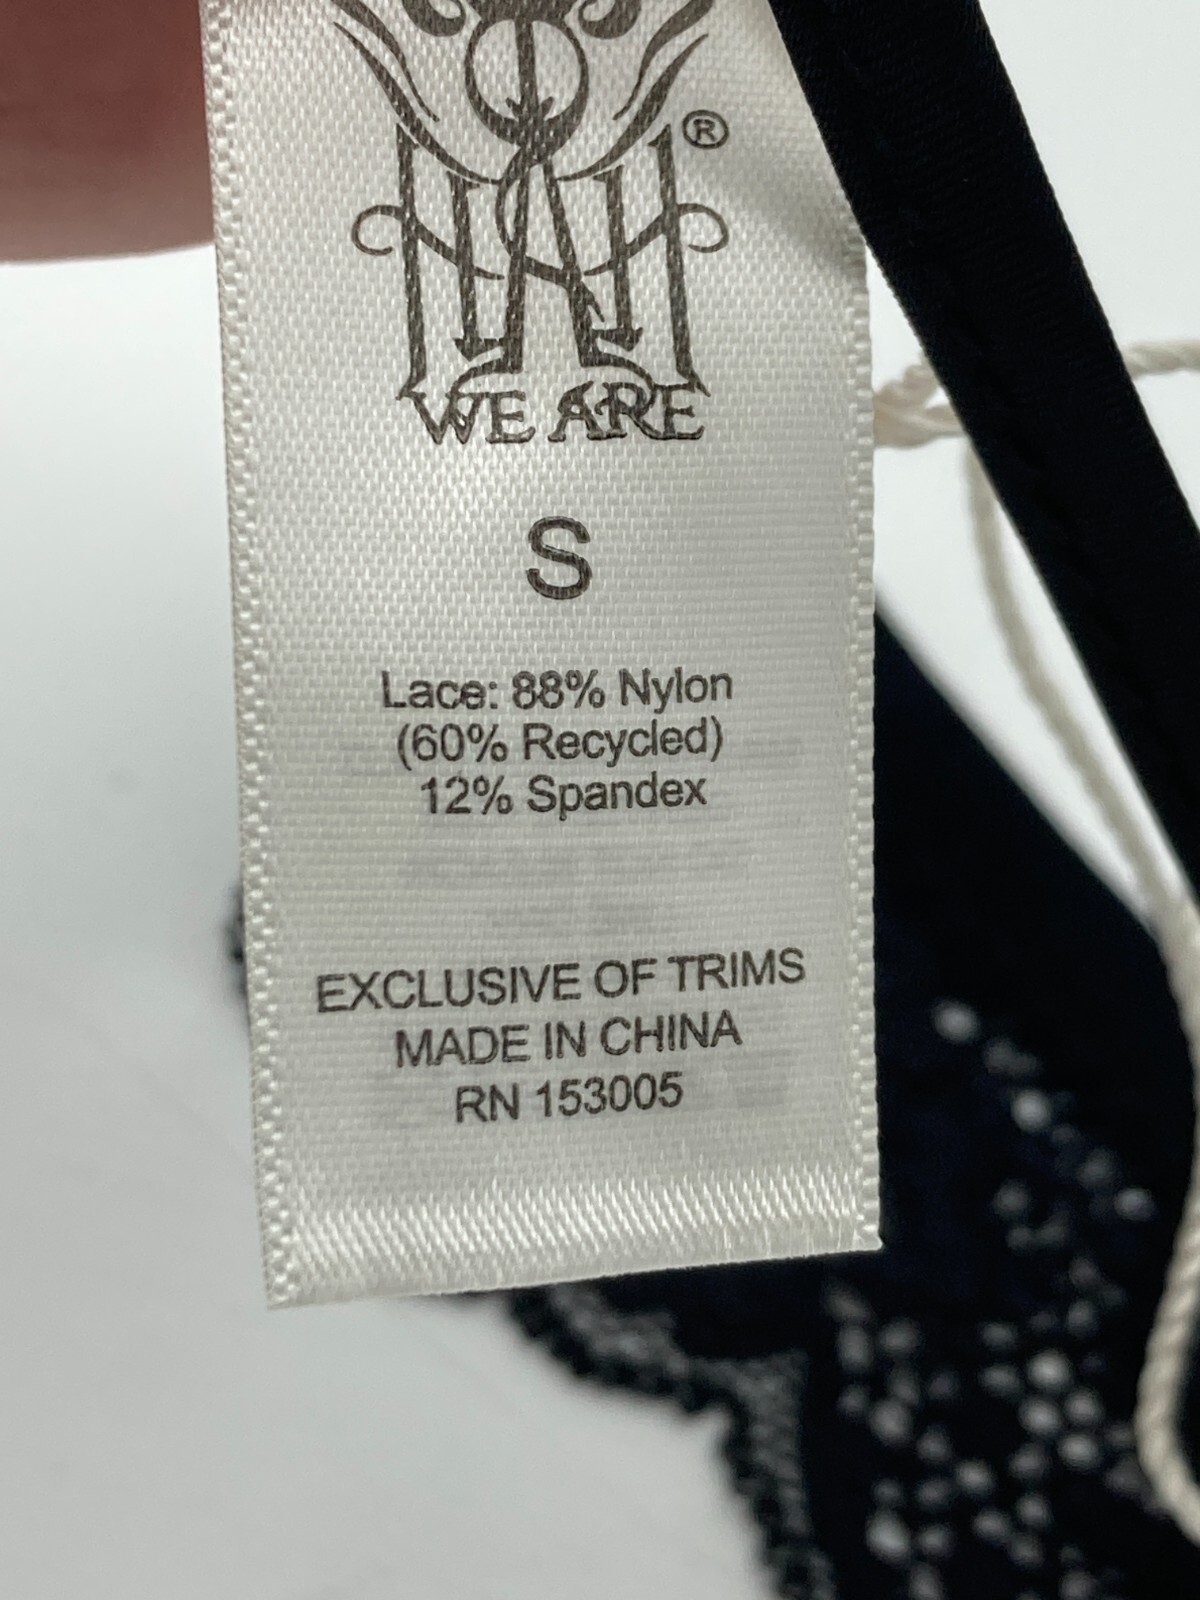 ®
WE ARE
S
Lace: 88% Nylon
(60% Recycled)
12% Spandex
EXCLUSIVE OF TRIMS
MADE IN CHINA
RN 153005